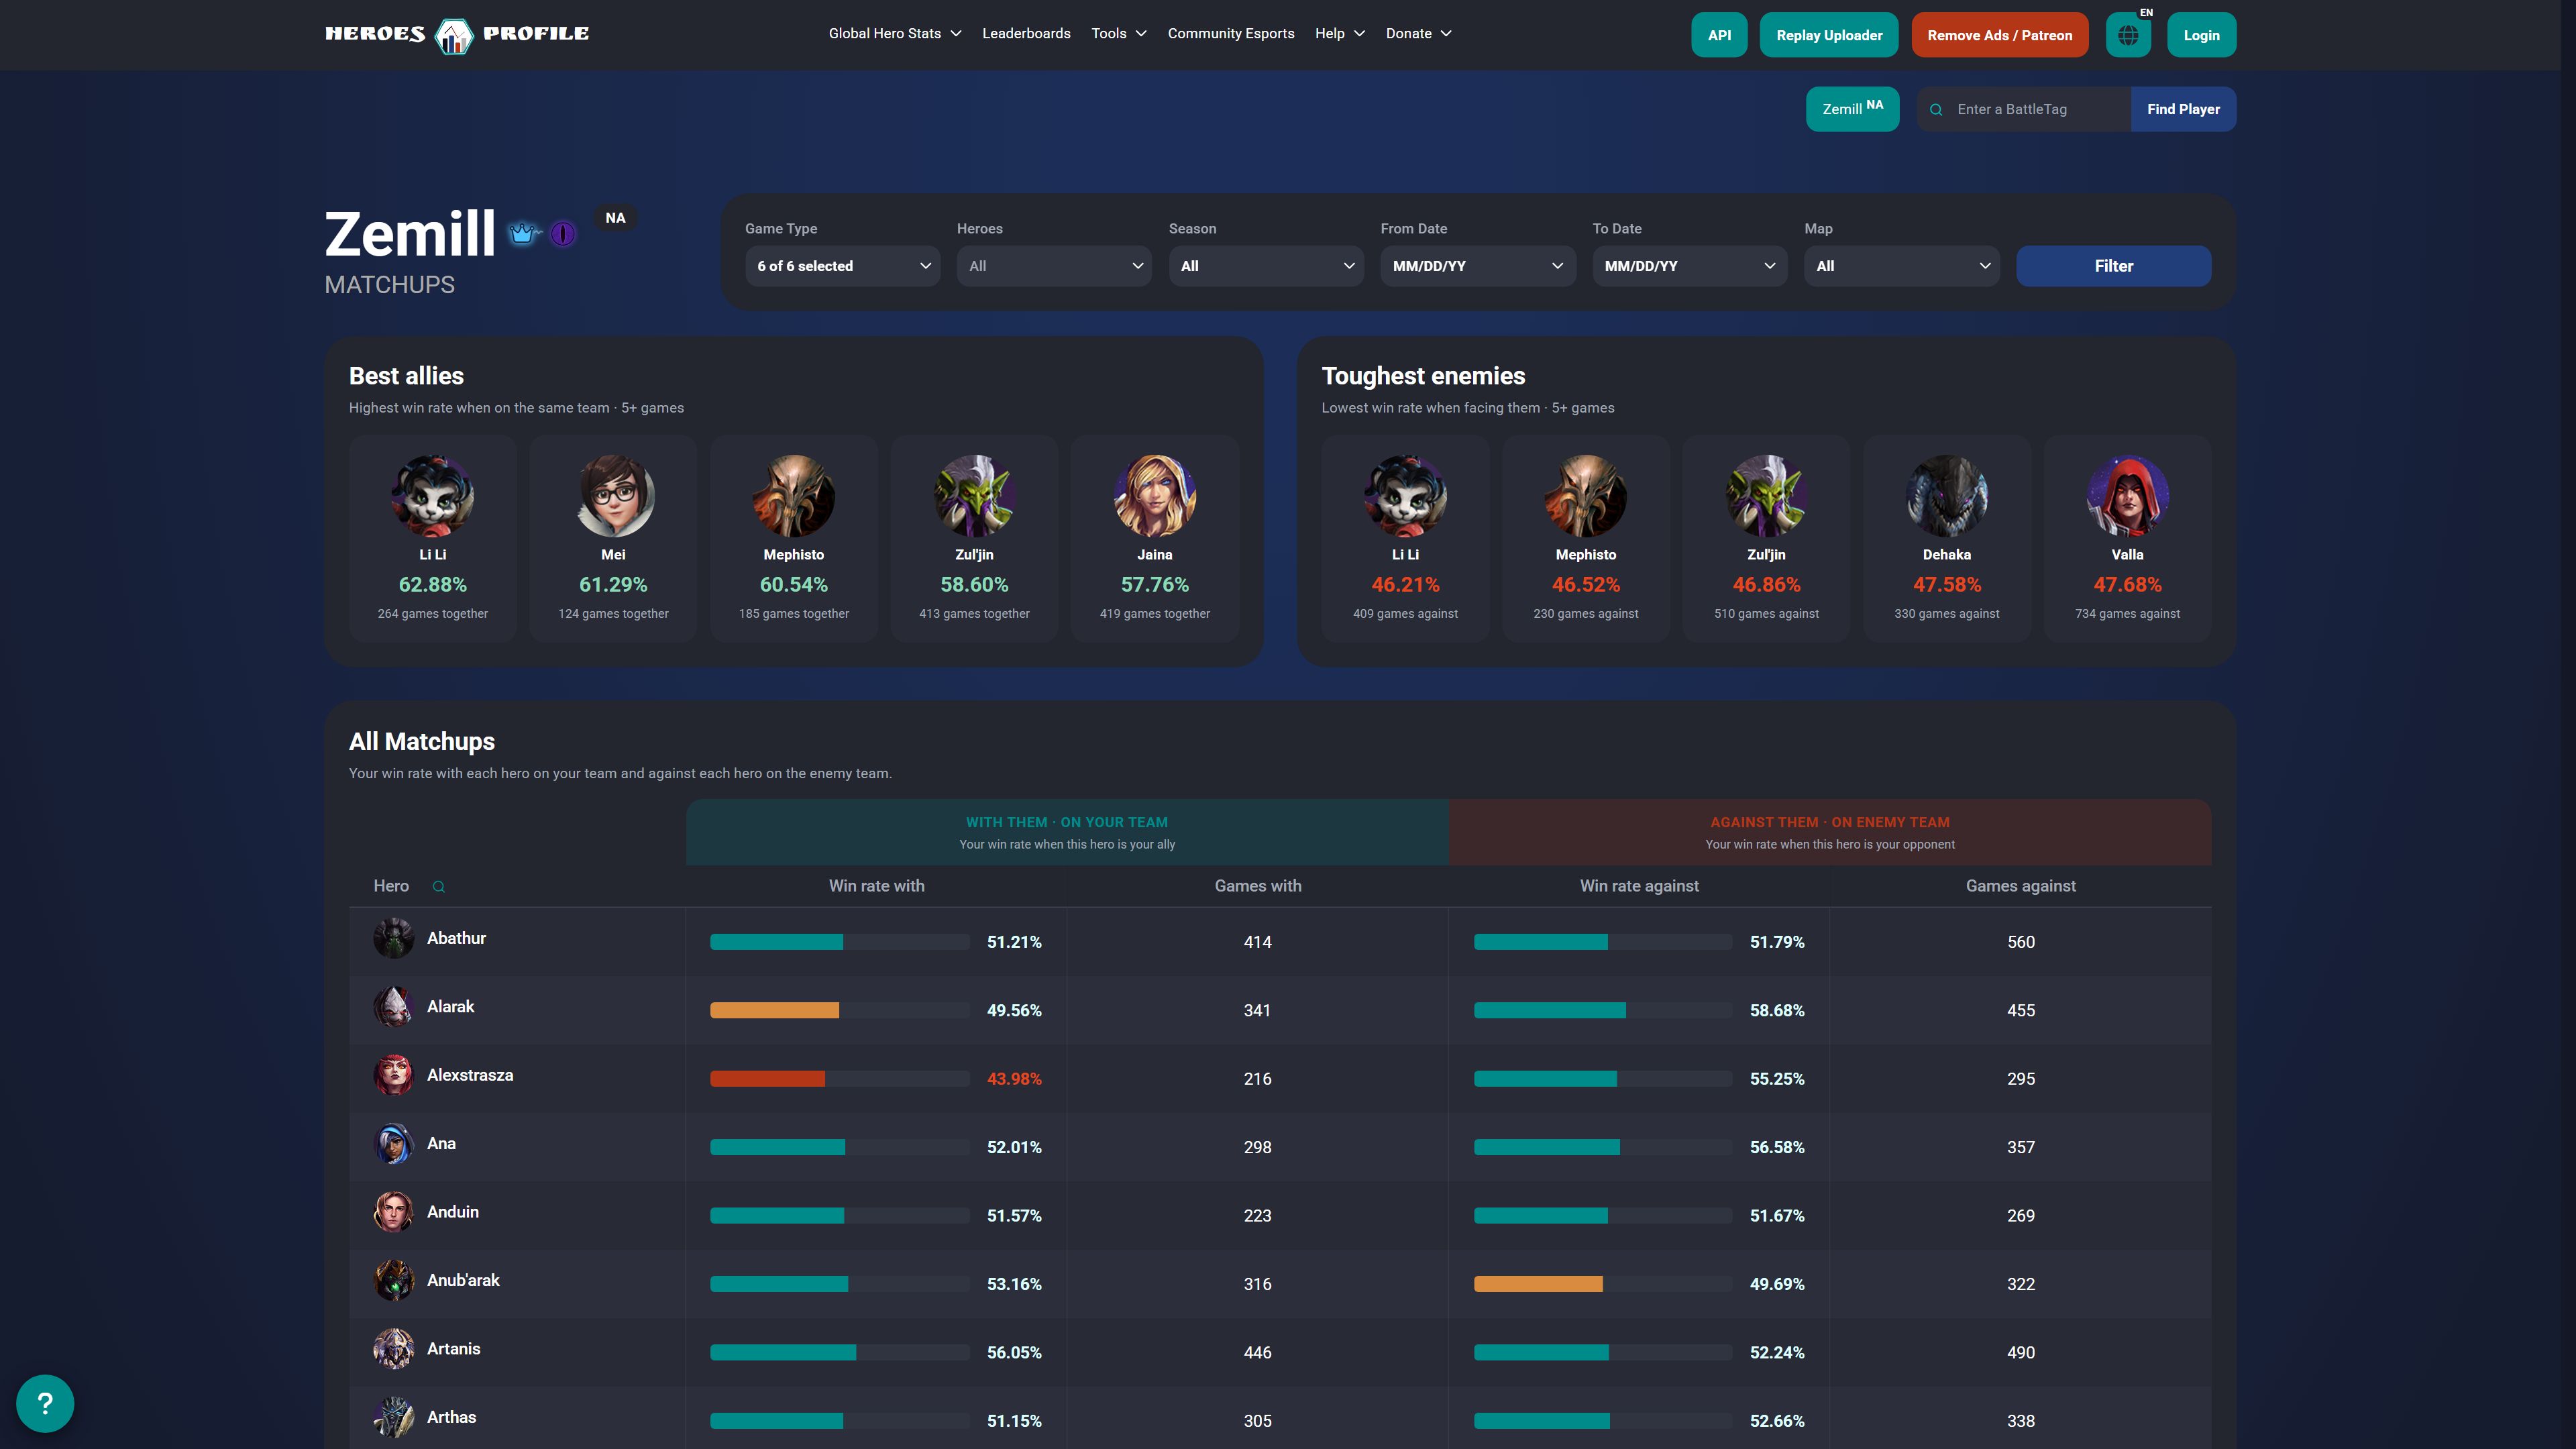 HEROES PROFILE
Global Hero Stats
Leaderboards
Tools
Community Esports
Help
Donate
API
Replay Uploader
Remove Ads / Patreon
EN
Login
Zemill NA
Enter a BattleTag
Find Player
Zemill
NA
MATCHUPS
Game Type
Heroes
Season
From Date
To Date
Map
6 of 6 selected
All
All
MM/DD/YY
MM/DD/YY
All
Filter
Best allies
Highest win rate when on the same team · 5+ games
Li Li
62.88%
264 games together
Mei
61.29%
124 games together
Mephisto
60.54%
185 games together
Zul'jin
58.60%
413 games together
Jaina
57.76%
419 games together
Toughest enemies
Lowest win rate when facing them · 5+ games
Li Li
46.21%
409 games against
Mephisto
46.52%
230 games against
Zul'jin
46.86%
510 games against
Dehaka
47.58%
330 games against
Valla
47.68%
734 games against
All Matchups
Your win rate with each hero on your team and against each hero on the enemy team.
WITH THEM · ON YOUR TEAM
Your win rate when this hero is your ally
AGAINST THEM · ON ENEMY TEAM
Your win rate when this hero is your opponent
Hero Win rate with Games with Win rate against Games against
Abathur 51.21% 414 51.79% 560
Alarak 49.56% 341 58.68% 455
Alexstrasza 43.98% 216 55.25% 295
Ana 52.01% 298 56.58% 357
Anduin 51.57% 223 51.67% 269
Anub'arak 53.16% 316 49.69% 322
Artanis 56.05% 446 52.24% 490
Arthas 51.15% 305 52.66% 338
?